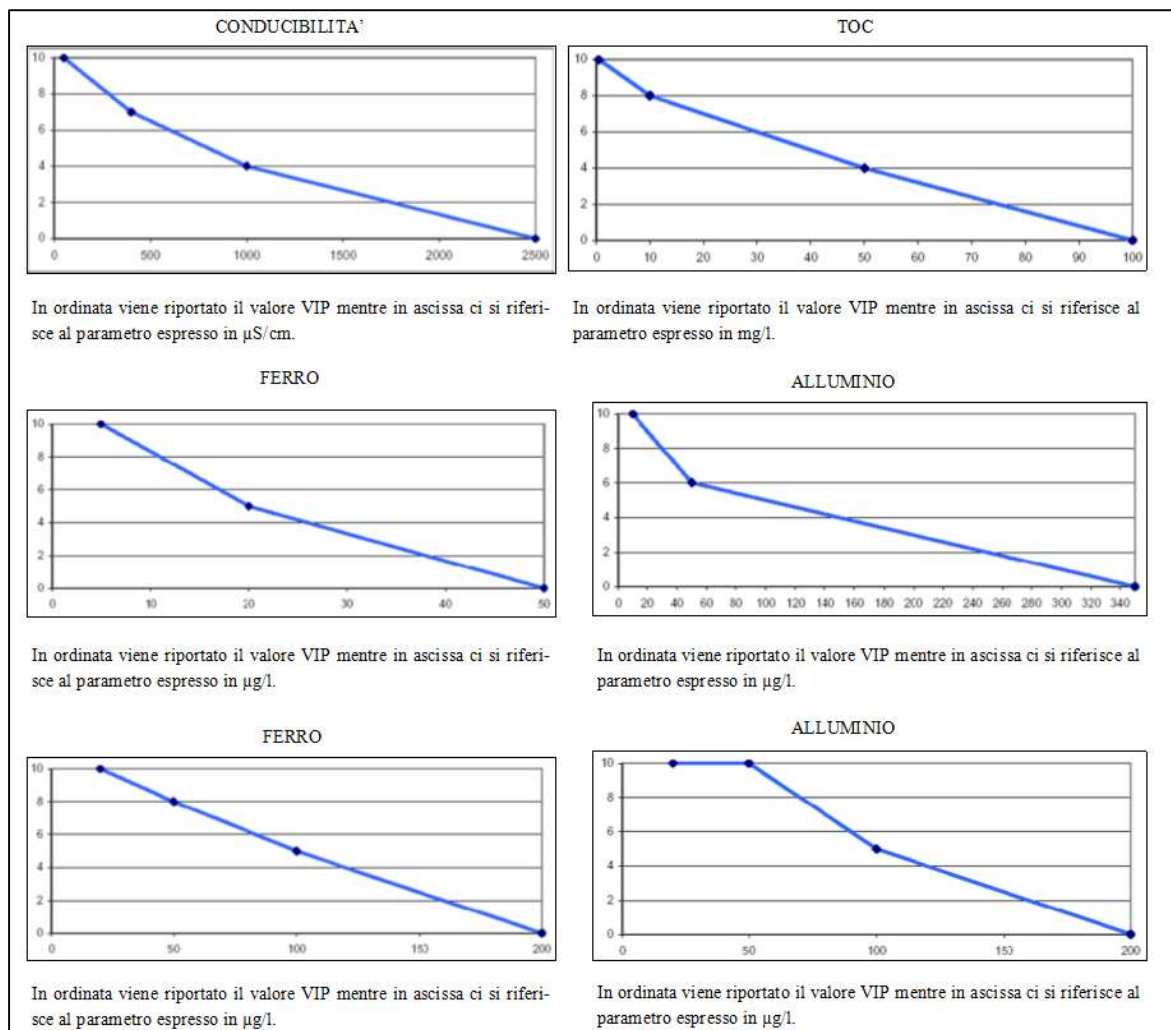 CONDUCIBILITA’
10
8
6
4
2
0
0 500 1000 1500 2000 2500
In ordinata viene riportato il valore VIP mentre in ascissa ci si riferi-
sce al parametro espresso in µS/cm.
TOC
10
8
6
4
2
0
0 10 20 30 40 50 60 70 80 90 100
In ordinata viene riportato il valore VIP mentre in ascissa ci si riferisce al
parametro espresso in mg/l.
FERRO
10
8
6
4
2
0
0 10 20 30 40 50
In ordinata viene riportato il valore VIP mentre in ascissa ci si riferi-
sce al parametro espresso in µg/l.
ALLUMINIO
10
8
6
4
2
0
0 20 40 60 80 100 120 140 160 180 200 220 240 260 280 300 320 340
In ordinata viene riportato il valore VIP mentre in ascissa ci si riferisce al
parametro espresso in µg/l.
FERRO
10
8
6
4
2
0
0 50 100 150 200
In ordinata viene riportato il valore VIP mentre in ascissa ci si riferi-
sce al parametro espresso in µg/l.
ALLUMINIO
10
8
6
4
2
0
0 50 100 150 200
In ordinata viene riportato il valore VIP mentre in ascissa ci si riferisce al
parametro espresso in µg/l.